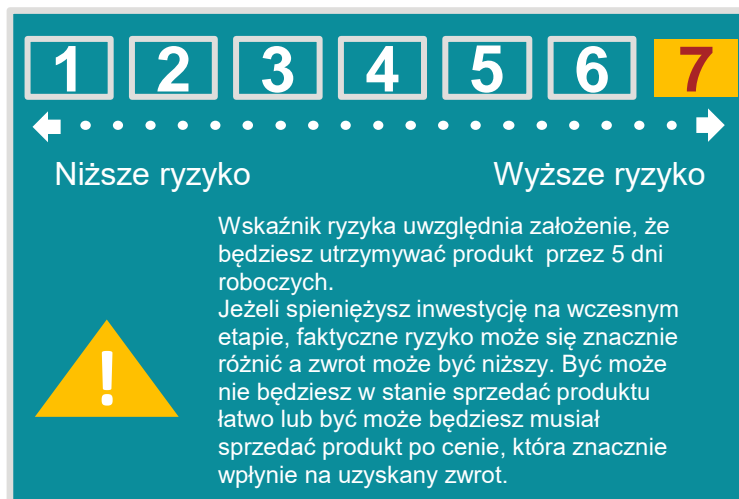 1 2 3 4 5 6 7
Niższe ryzyko Wyższe ryzyko
Wskaźnik ryzyka uwzględnia założenie, że
będziesz utrzymywać produkt przez 5 dni
roboczych.
Jeżeli spieniężysz inwestycję na wczesnym
etapie, faktyczne ryzyko może się znacznie
różnić a zwrot może być niższy. Być może
nie będziesz w stanie sprzedać produktu
łatwo lub być może będziesz musiał
sprzedać produkt po cenie, która znacznie
wpłynie na uzyskany zwrot.
!